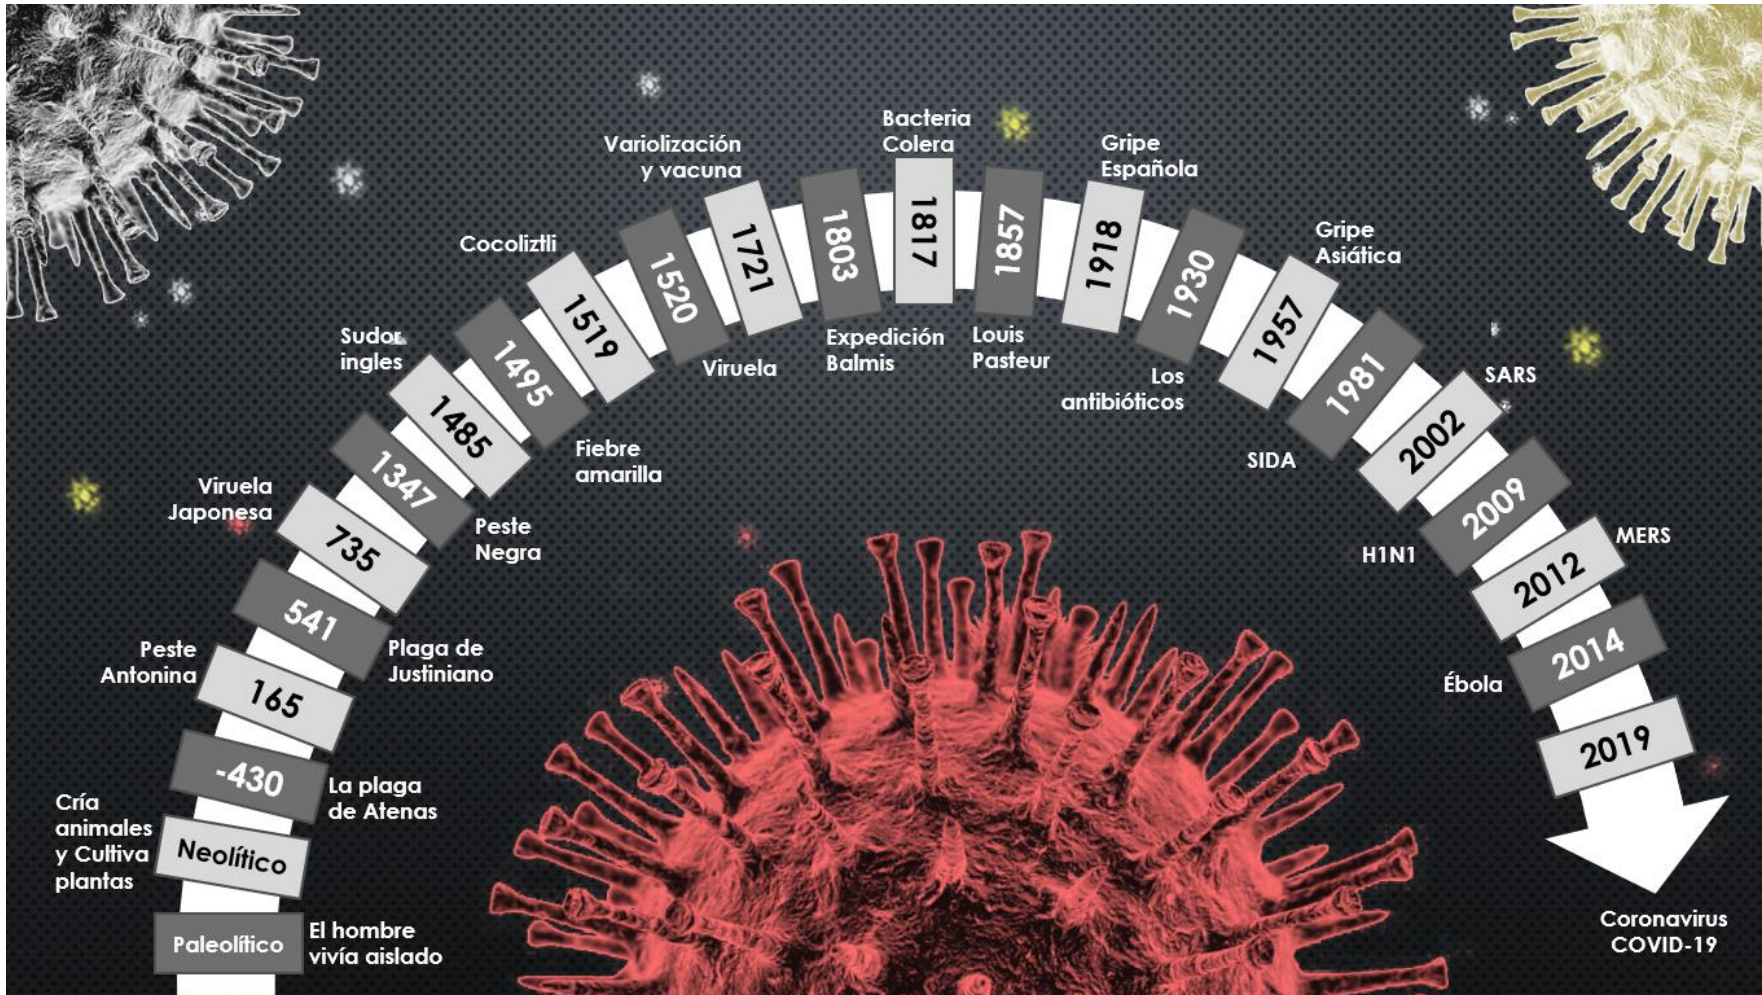 Paleolítico
El hombre
vivía aislado
Neolítico
Cría
animales
y Cultiva
plantas
-430
La plaga
de Atenas
165
Peste
Antonina
541
Plaga de
Justiniano
735
Viruela
Japonesa
1347
Peste
Negra
1485
Sudor
ingles
1495
Fiebre
amarilla
1519
Cocoliztli
1520
Viruela
1721
Variolización
y vacuna
1803
Expedición
Balmis
1817
Bacteria
Colera
1857
Louis
Pasteur
1918
Gripe
Española
1930
Los
antibióticos
1957
Gripe
Asiática
1981
SIDA
2002
SARS
2009
H1N1
2012
MERS
2014
Ébola
2019
Coronavirus
COVID-19